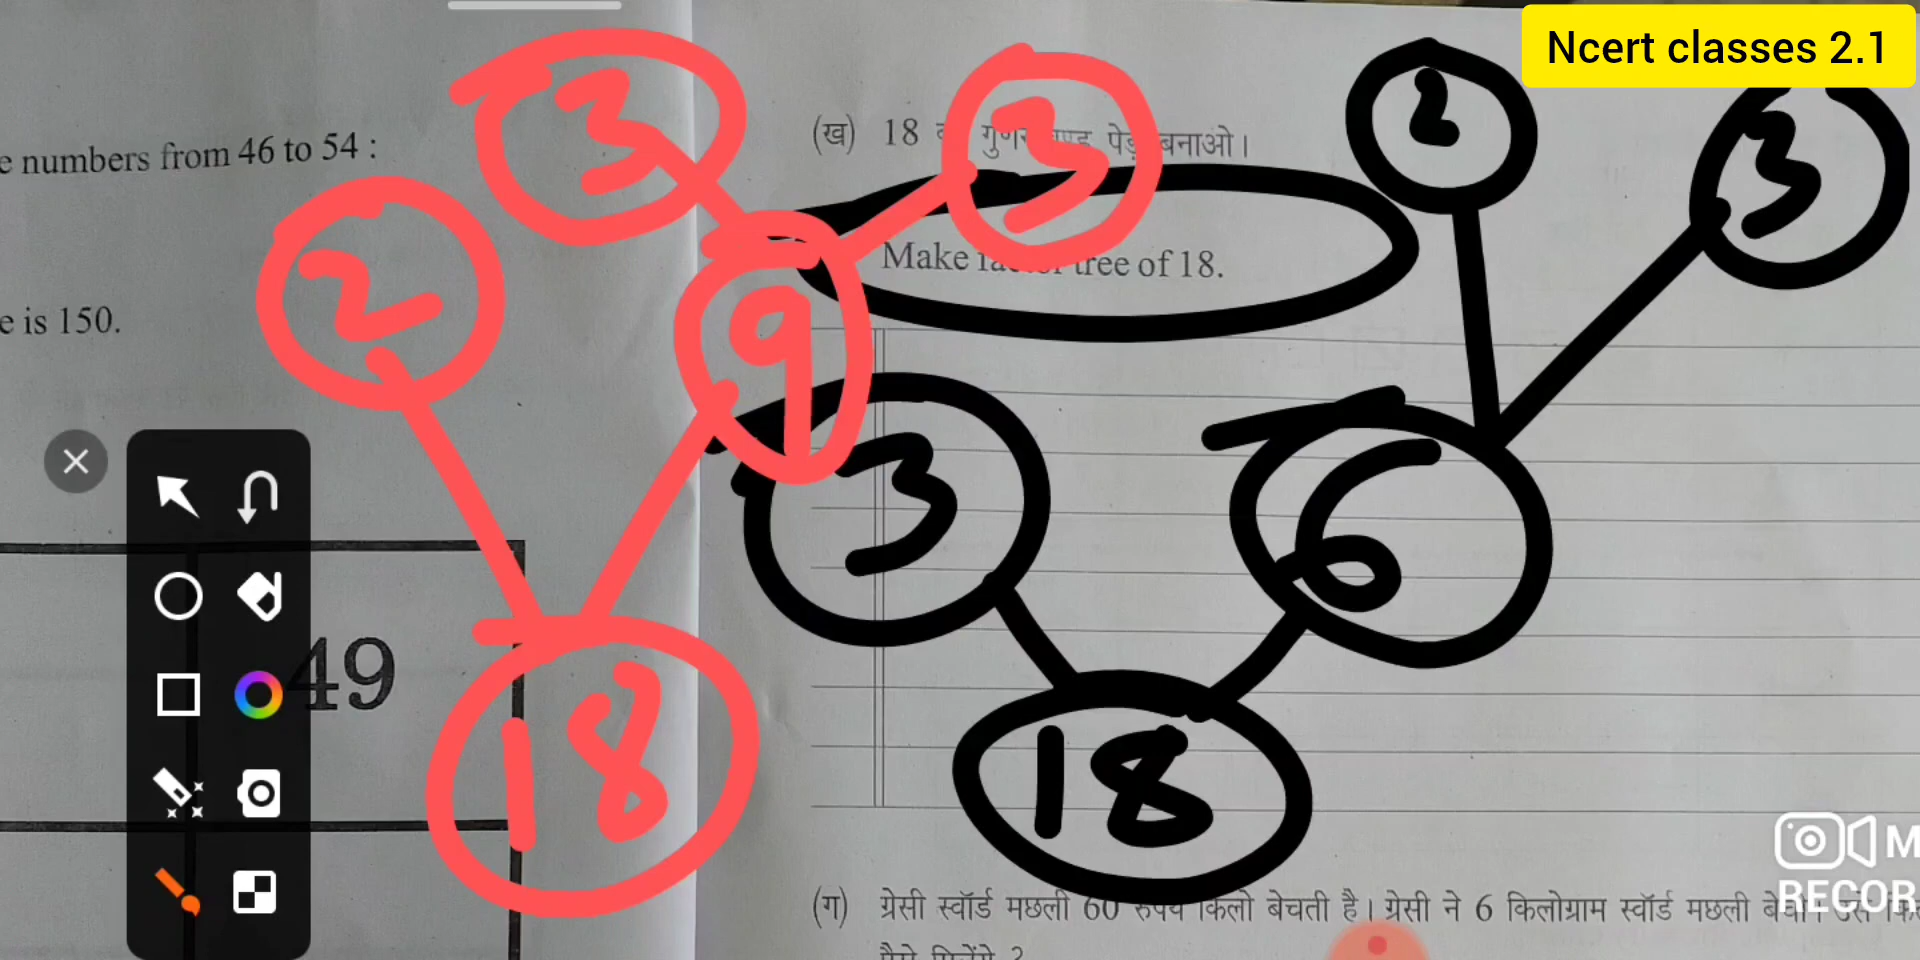 Ncert classes 2.1
e numbers from 46 to 54 :
e is 150.
49
(ख) 18 पेड़ बनाओ।
Make tree of 18.
3
3
2
9
18
2
3
3
6
18
(ग) ग्रेसी स्वॉर्ड मछली 60 रुपये किलो बेचती है। ग्रेसी ने 6 किलोग्राम स्वॉर्ड मछली
RECOR